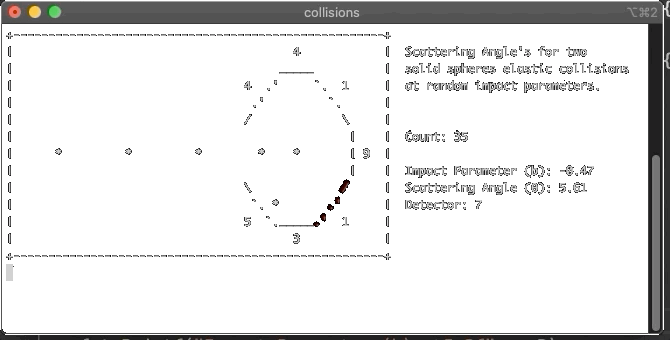 collisions
⌥⌘2
4
Scattering Angle's for two
solid spheres elastic collisions
4
1
at random impact parameters.
Count: 35
9
Impact Parameter (b): -0.47
Scattering Angle (θ): 5.01
Detector: 7
5
1
3